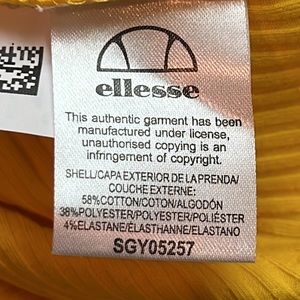 ellesse
This authentic garment has been
manufactured under license,
unauthorised copying is an
infringement of copyright.
SHELL/CAPA EXTERIOR DE LA PRENDA/
COUCHE EXTERNE:
58%COTTON/COTON/ALGODÓN
38%POLYESTER/POLYESTER/POLIÉSTER
4%ELASTANE/ÉLASTHANNE/ELASTANO
SGY05257